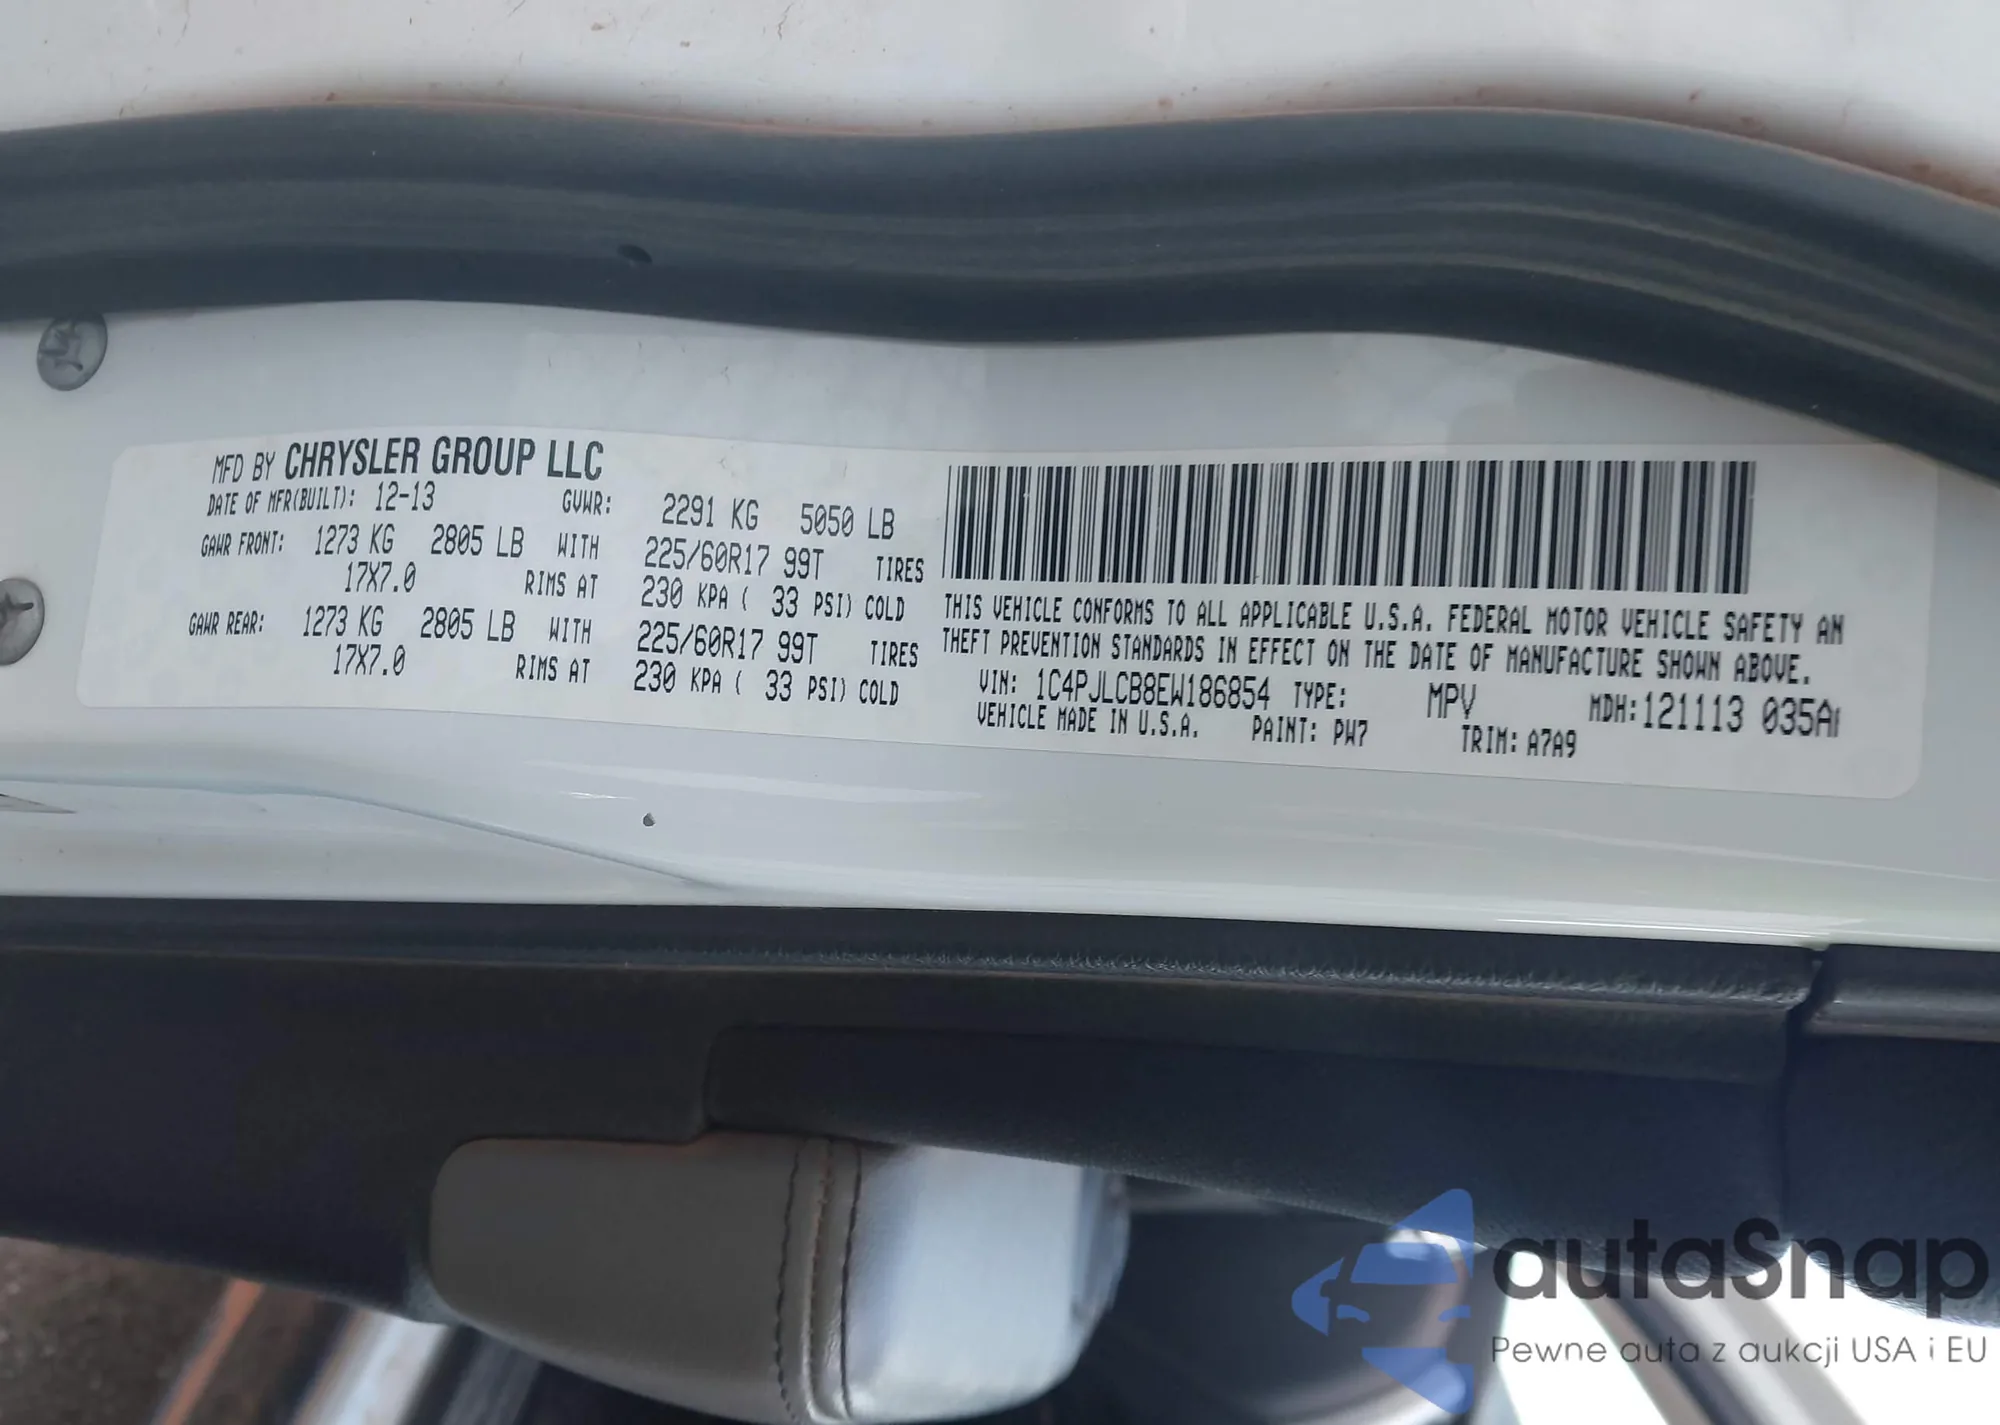 MFD BY CHRYSLER GROUP LLC
DATE OF MFR(BUILT): 12-13 GVWR: 2291 KG 5050 LB
GAWR FRONT: 1273 KG 2805 LB WITH 225/60R17 99T TIRES
17X7.0 RIMS AT 230 KPA ( 33 PSI) COLD
GAWR REAR: 1273 KG 2805 LB WITH 225/60R17 99T TIRES
17X7.0 RIMS AT 230 KPA ( 33 PSI) COLD
THIS VEHICLE CONFORMS TO ALL APPLICABLE U.S.A. FEDERAL MOTOR VEHICLE SAFETY AN
THEFT PREVENTION STANDARDS IN EFFECT ON THE DATE OF MANUFACTURE SHOWN ABOVE.
VIN: 1C4PJLCB8EW186854 TYPE: MPV MDH:121113 035A
VEHICLE MADE IN U.S.A. PAINT: PW7 TRIM: A7A9
autaSnap
Pewne auta z aukcji USA i EU